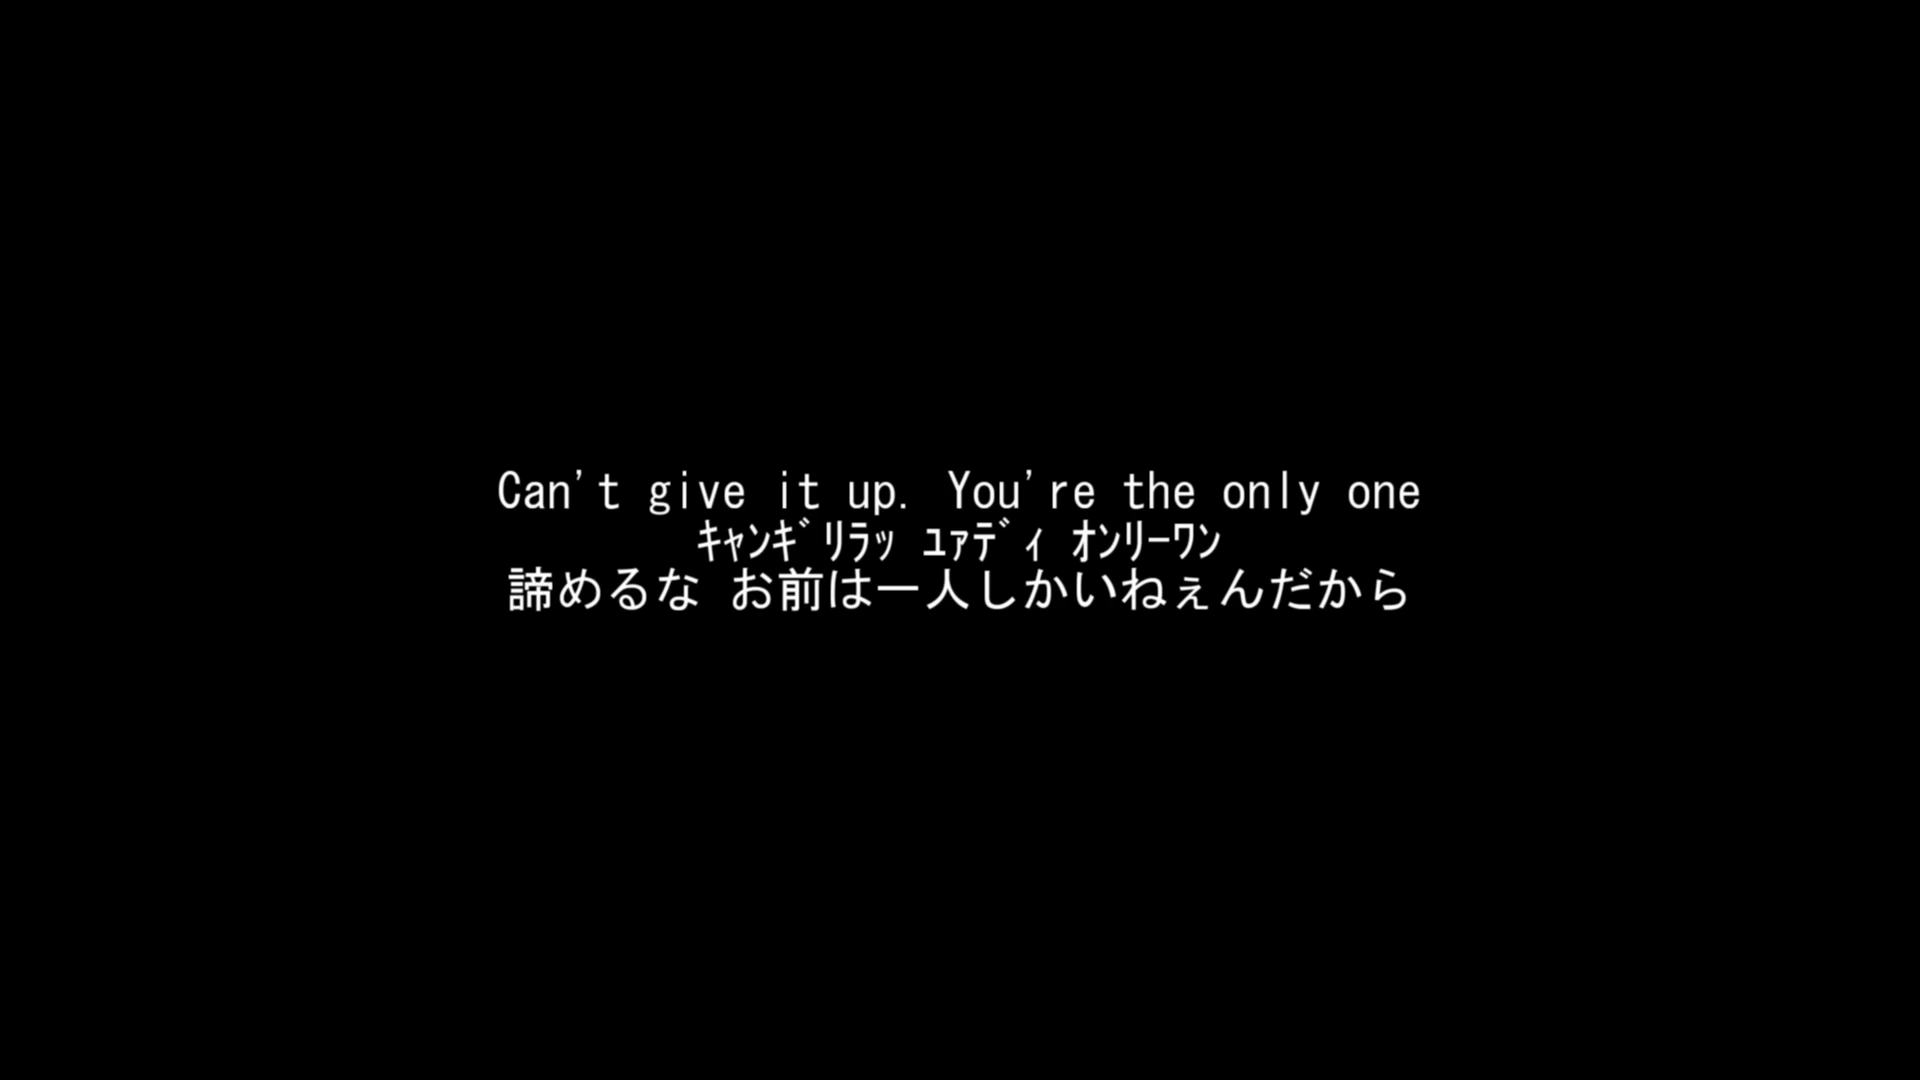 Can't give it up. You're the only one
ｷｬﾝｷﾞﾘﾗｯ ﾕｧﾃﾞｨ ｵﾝﾘｰﾜﾝ
諦めるな お前は一人しかいねぇんだから